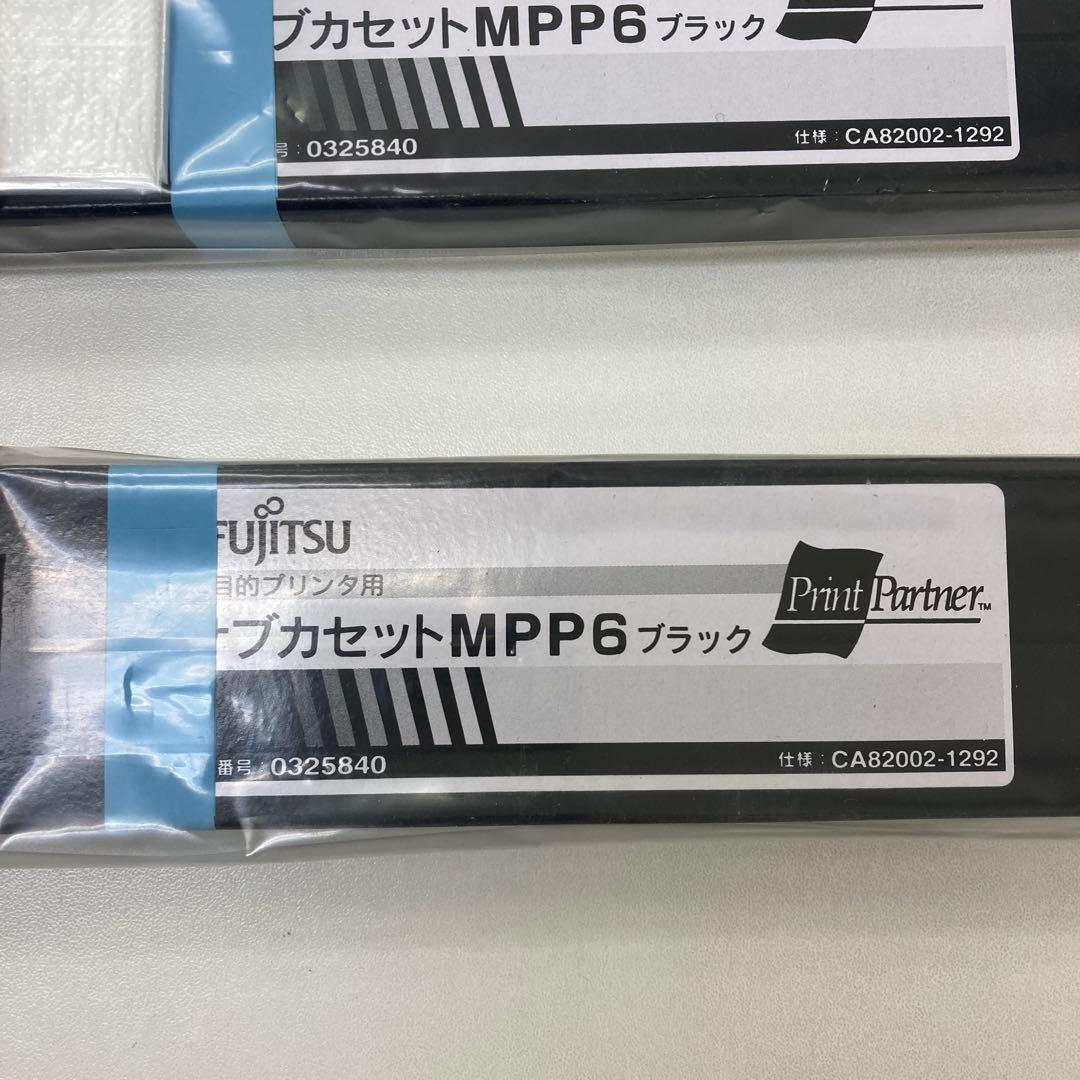 ブカセットMPP6 ブラック
号：0325840
仕様：CA82002-1292
FUJITSU
目的プリンタ用
Print Partner™
ブカセットMPP6 ブラック
番号：0325840
仕様：CA82002-1292